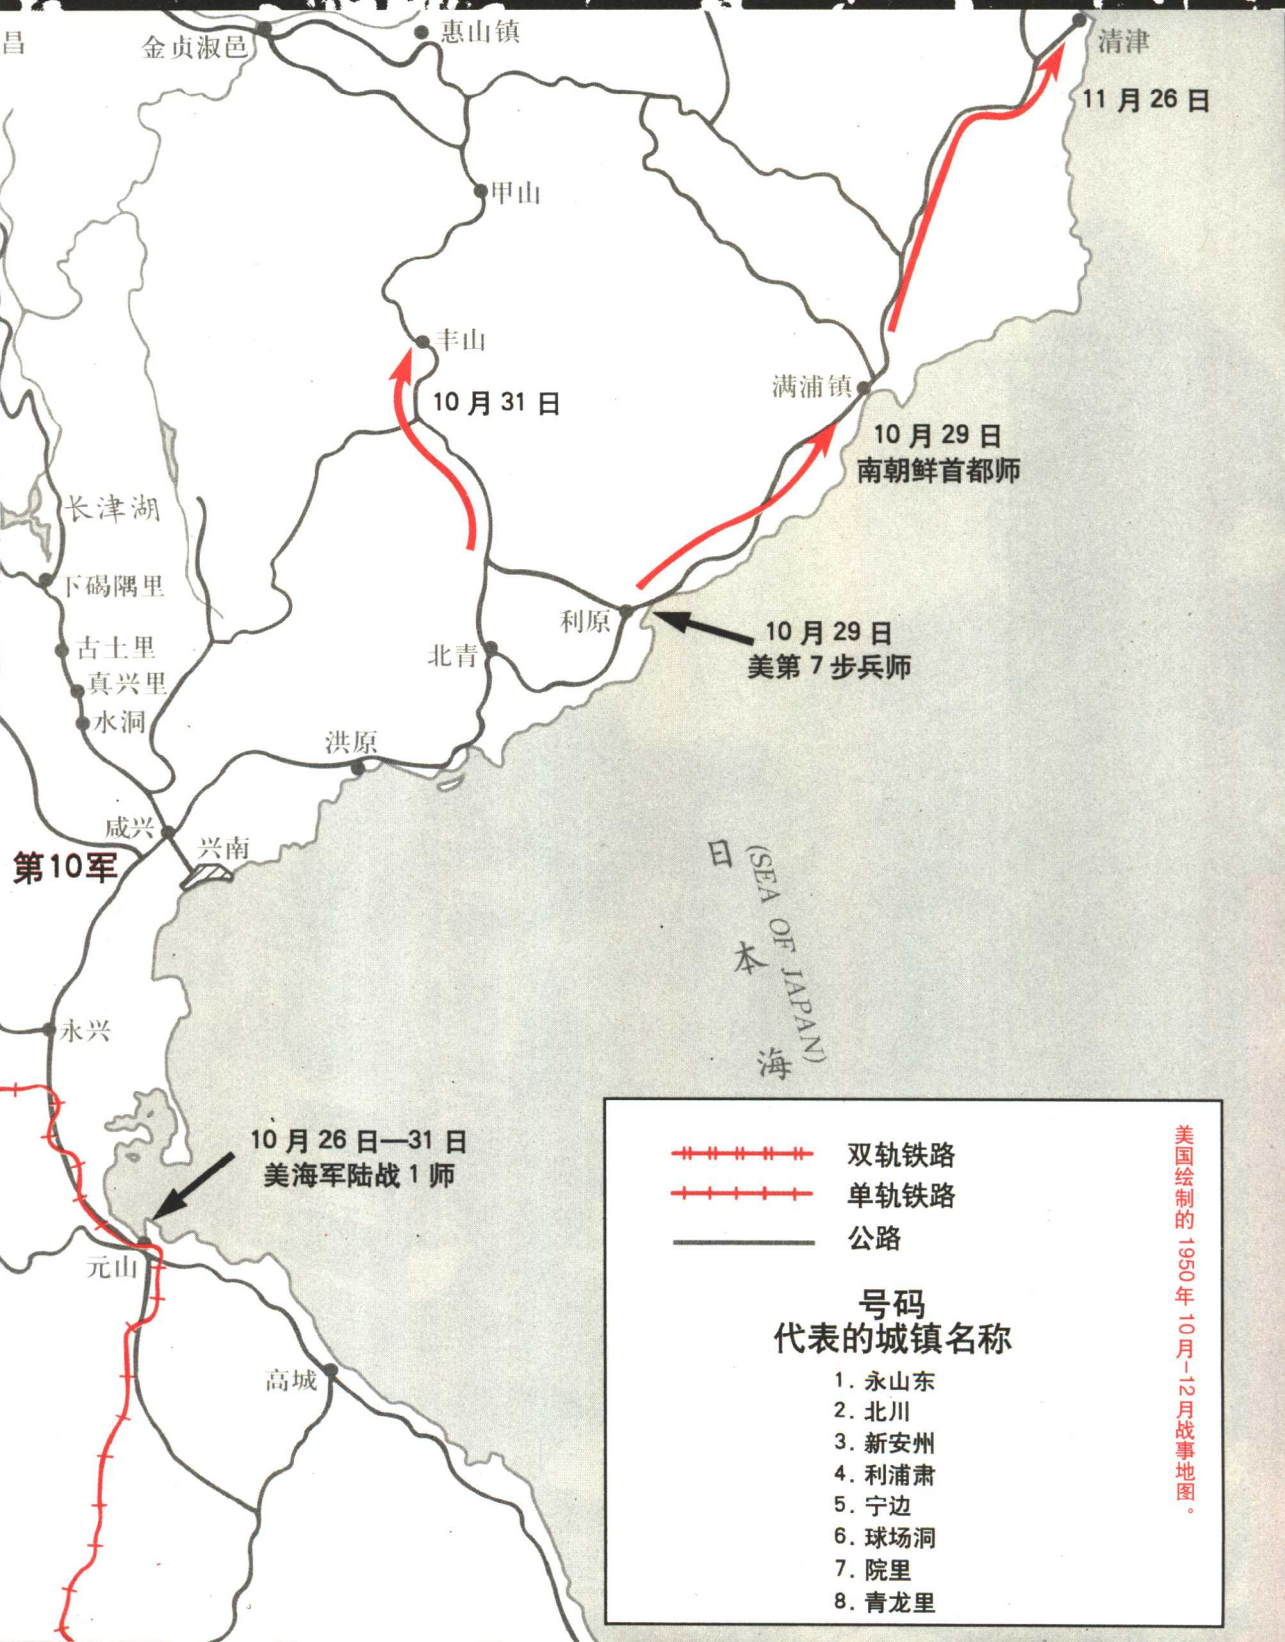 昌
金贞淑邑
惠山镇
清津
11月26日
甲山
丰山
10月31日
满浦镇
10月29日
南朝鲜首都师
长津湖
下碣隅里
古土里
真兴里
水洞
利原
10月29日
美第7步兵师
北青
洪原
咸兴
兴南
第10军
日本海
(SEA OF JAPAN)
永兴
10月26日—31日
美海军陆战1师
元山
高城
双轨铁路
单轨铁路
公路
号码
代表的城镇名称
1. 永山东
2. 北川
3. 新安州
4. 利浦肃
5. 宁边
6. 球场洞
7. 院里
8. 青龙里
美国绘制的1950年10月－12月战事地图。